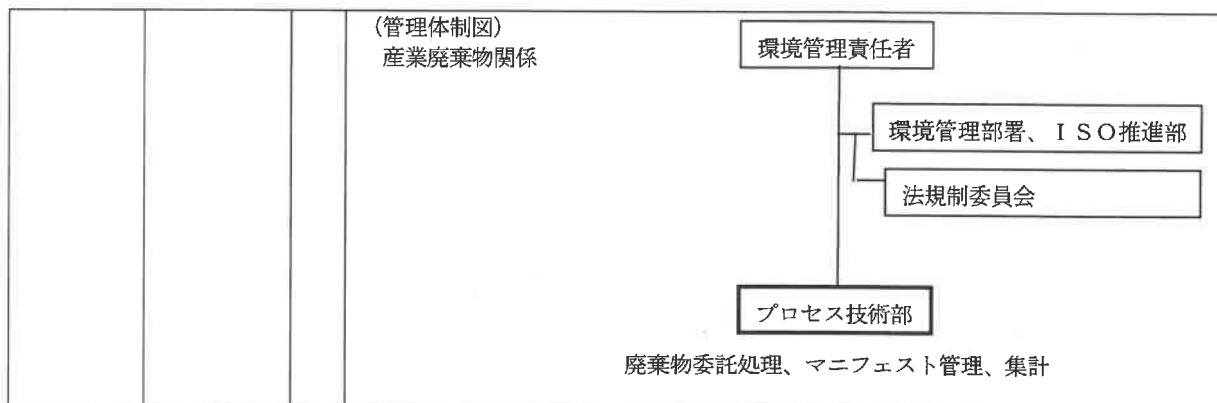 (管理体制図)
産業廃棄物関係
環境管理責任者
環境管理部署、ＩＳＯ推進部
法規制委員会
プロセス技術部
廃棄物委託処理、マニフェスト管理、集計